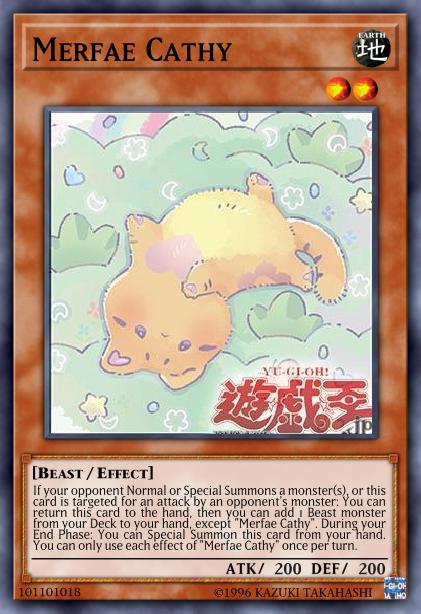 Merfae Cathy
EARTH
地
YU-GI-OH!
遊戯王
.jp
[Beast / Effect]
If your opponent Normal or Special Summons a monster(s), or this
card is targeted for an attack by an opponent's monster: You can
return this card to the hand, then you can add 1 Beast monster
from your Deck to your hand, except "Merfae Cathy". During your
End Phase: You can Special Summon this card from your hand.
You can only use each effect of "Merfae Cathy" once per turn.
ATK/ 200 DEF/ 200
101101018
©1996 KAZUKI TAKAHASHI